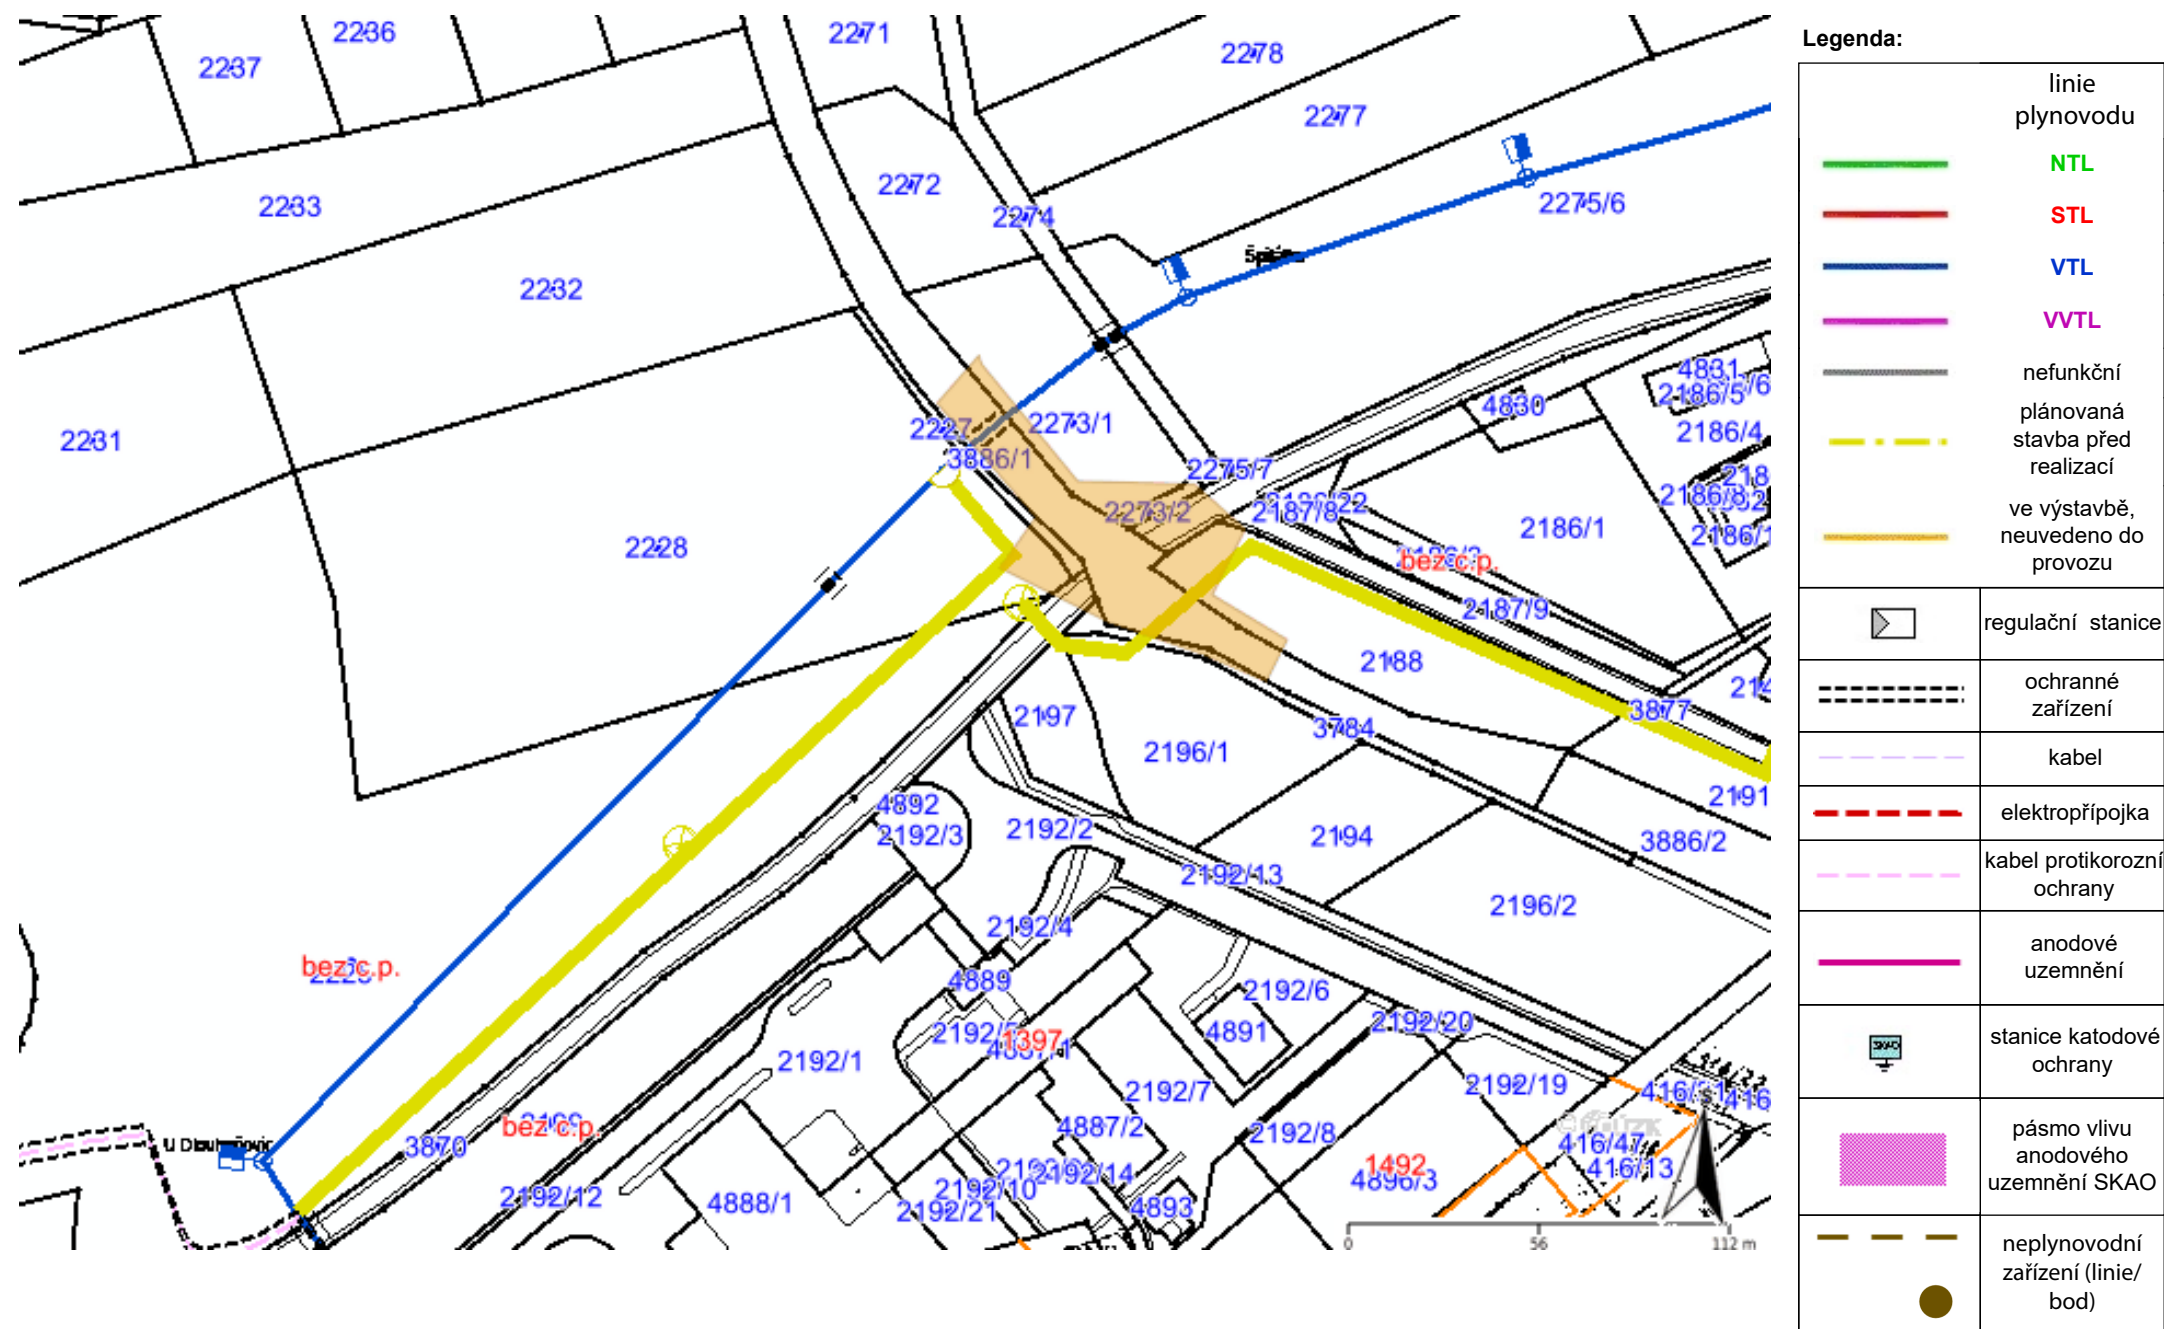 2236
2237
2271
2278
2277
2233
2272
2274
2275/6
2232
2231
2227
2273/1
3886/1
2275/7
2273/2
2187/8
4831
2186/5
4830
2186/4
2186/1
2228
bez č.p.
2187/9
2188
3877
2197
3784
2196/1
2191
4892
2192/3
2192/2
2194
3886/2
2192/13
2196/2
2192/4
bez č.p.
4889
2192/6
4891
1397
2192/20
2192/1
2192/7
2192/19
4887/2
2192/8
bez č.p.
3870
416/47
416/13
1492
4896/3
2192/14
2192/10
2192/12
4888/1
2192/21
4893
0
56
112 m
Legenda:
linie
plynovodu
NTL
STL
VTL
VVTL
nefunkční
plánovaná
stavba před
realizací
ve výstavbě,
neuvedeno do
provozu
regulační stanice
ochranné
zařízení
kabel
elektropřípojka
kabel protikorozní
ochrany
anodové
uzemnění
SKAO
stanice katodové
ochrany
pásmo vlivu
anodového
uzemnění SKAO
neplynovodní
zařízení (linie/
bod)